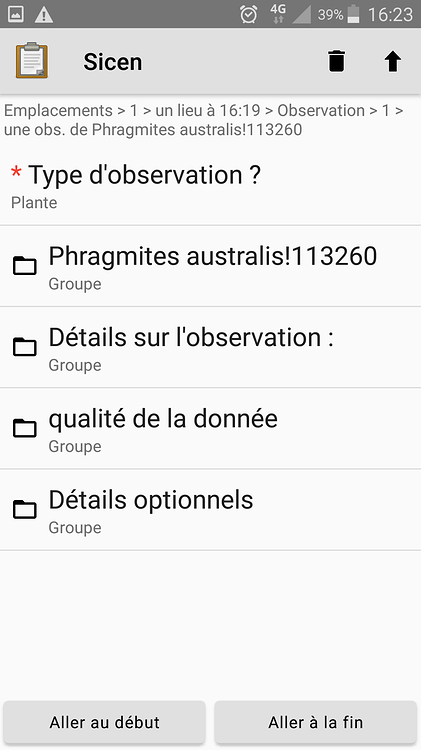 4G 39% 16:23
Sicen
Emplacements > 1 > un lieu à 16:19 > Observation > 1 >
une obs. de Phragmites australis!113260
* Type d'observation ?
Plante
Phragmites australis!113260
Groupe
Détails sur l'observation :
Groupe
qualité de la donnée
Groupe
Détails optionnels
Groupe
Aller au début Aller à la fin